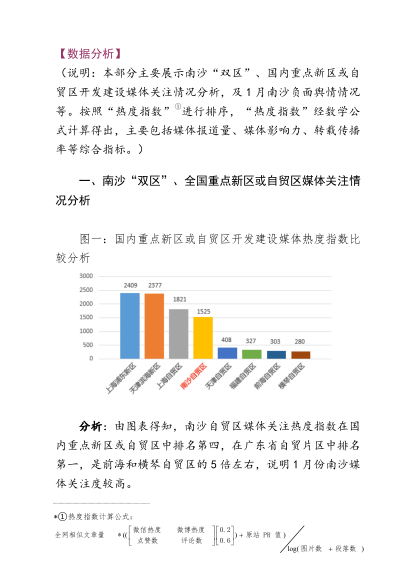 【数据分析】
（说明：本部分主要展示南沙“双区”、国内重点新区或自
贸区开发建设媒体关注情况分析，及1月南沙负面舆情情况
等。按照“热度指数”①进行排序，“热度指数”经数学公
式计算得出，主要包括媒体报道量、媒体影响力、转载传播
率等综合指标。）
一、南沙“双区”、全国重点新区或自贸区媒体关注情
况分析
图一：国内重点新区或自贸区开发建设媒体热度指数比
较分析
3000
2500
2000
1500
1000
500
0
2409
2377
1821
1525
408
327
303
280
上海浦东新区
天津滨海新区
上海自贸区
南沙自贸区
天津自贸区
福建自贸区
前海自贸区
横琴自贸区
分析：由图表得知，南沙自贸区媒体关注热度指数在国
内重点新区或自贸区中排名第四，在广东省自贸片区中排名
第一，是前海和横琴自贸区的5倍左右，说明1月份南沙媒
体关注度较高。
*①热度指数计算公式：
全网相似文章量 *(([微信热度 微博热度 点赞数 评论数][0.2 0.6])+原站 PR 值)
log(图片数 +段落数 )